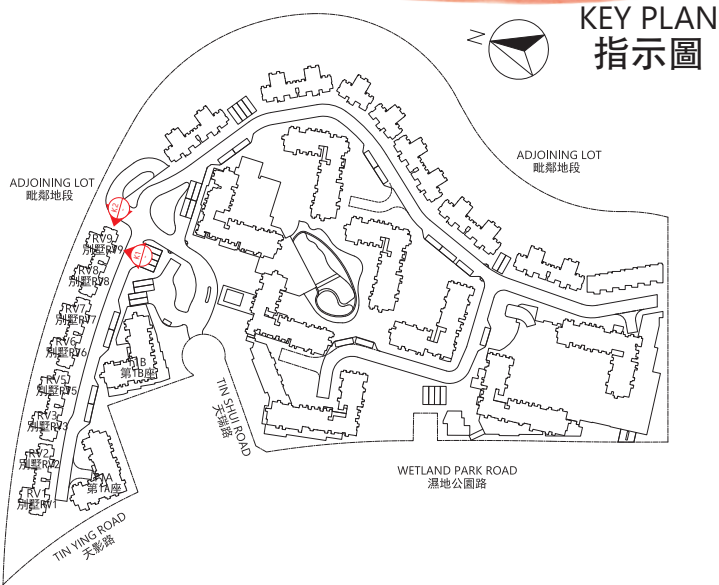 KEY PLAN
指示圖
N
ADJOINING LOT
毗鄰地段
ADJOINING LOT
毗鄰地段
K2
K1
RV9
別墅RV9
RV8
別墅RV8
RV7
別墅RV7
RV6
別墅RV6
RV5
別墅RV5
RV3
別墅RV3
RV2
別墅RV2
RV1
別墅RV1
第1B座
第1A座
TIN SHUI ROAD
天瑞路
WETLAND PARK ROAD
濕地公園路
TIN YING ROAD
天影路